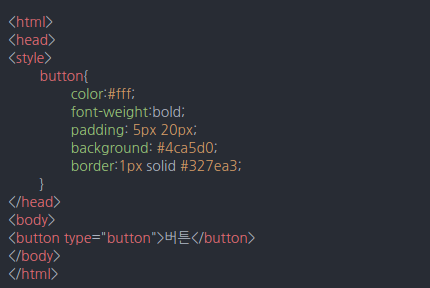 <html>
<head>
<style>
button{
color:#fff;
font-weight:bold;
padding: 5px 20px;
background: #4ca5d0;
border:1px solid #327ea3;
}
</head>
<body>
<button type="button">버튼</button>
</body>
</html>